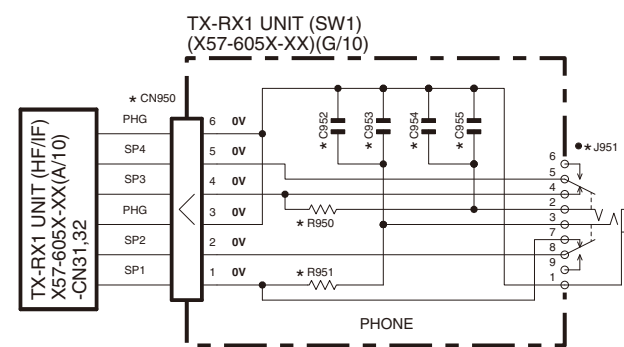 TX-RX1 UNIT (SW1)
(X57-605X-XX)(G/10)
TX-RX1 UNIT (HF/IF)
X57-605X-XX(A/10)
-CN31,32
* CN950
PHG 6 0V
SP4 5 0V
SP3 4 0V
PHG 3 0V
SP2 2 0V
SP1 1 0V
* C952
* C953
* C954
* C955
* R950
* R951
●* J951
6
5
4
2
3
7
8
9
1
PHONE